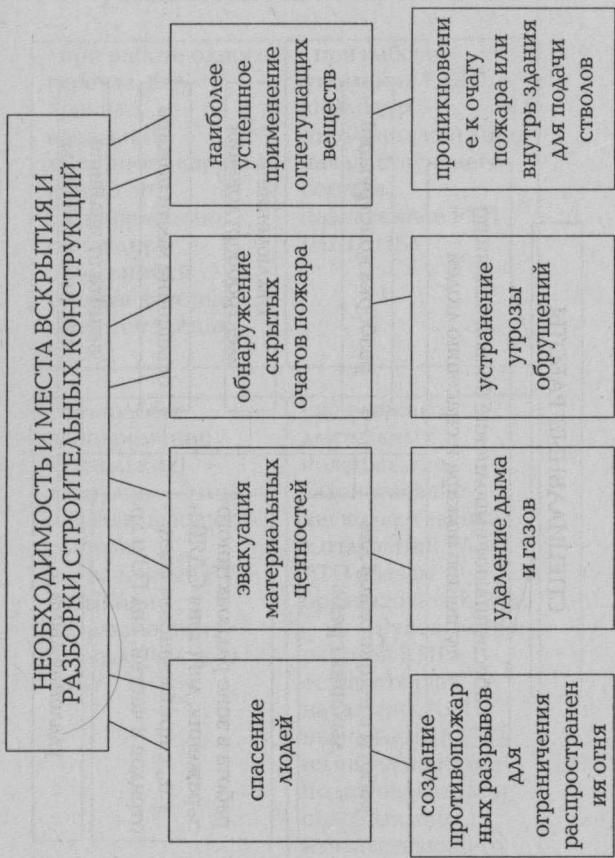 НЕОБХОДИМОСТЬ И МЕСТА ВСКРЫТИЯ И
РАЗБОРКИ СТРОИТЕЛЬНЫХ КОНСТРУКЦИЙ
спасение
людей
эвакуация
материальных
ценностей
обнаружение
скрытых
очагов пожара
наиболее
успешное
применение
огнетушащих
веществ
создание
противопожар
ных разрывов
для
ограничения
распространен
ия огня
удаление дыма
и газов
устранение
угрозы
обрушений
проникновени
е к очагу
пожара или
внутрь здания
для подачи
стволов